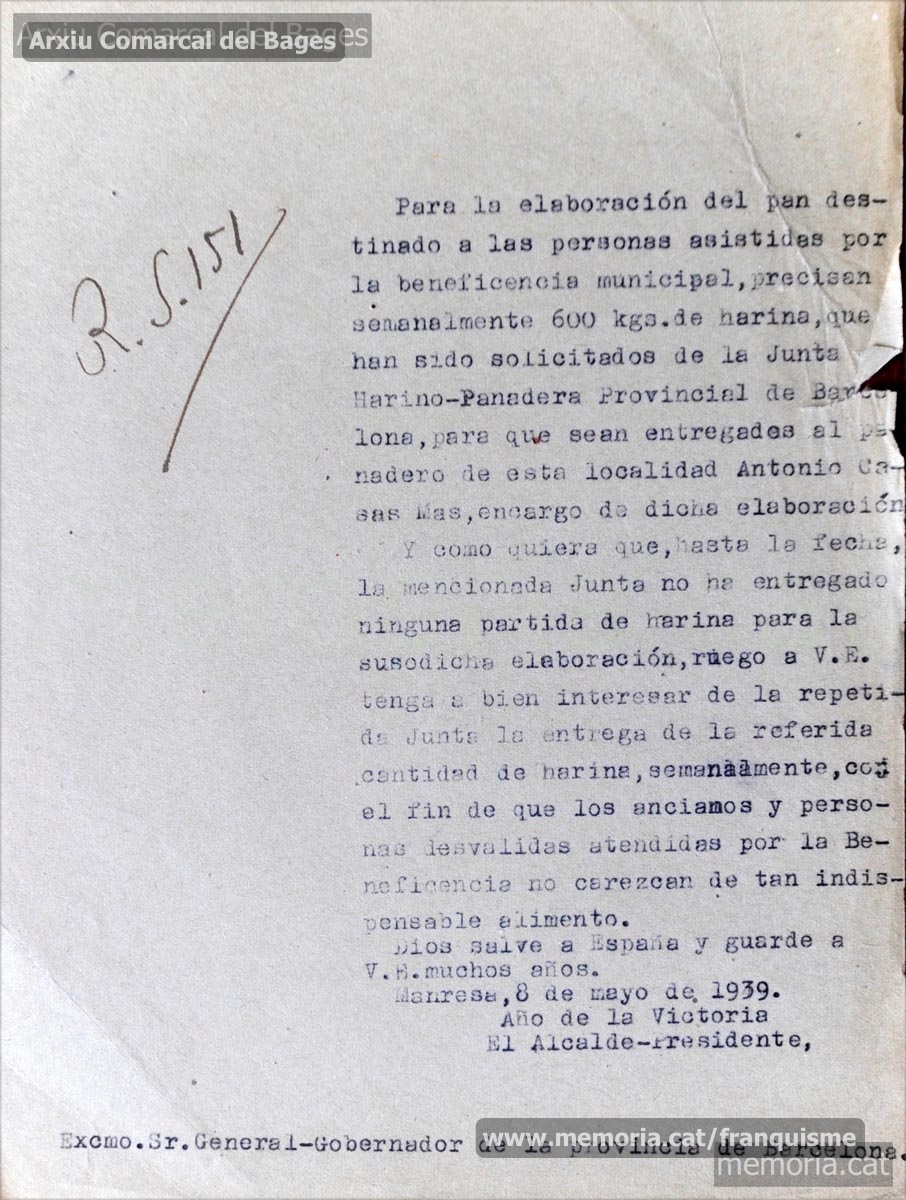 Arxiu Comarcal del Bages
Arxiu Comarcal del Bages
R. S. 151
Para la elaboración del pan des-
tinado a las personas asistidas por
la beneficencia municipal,precisan
semanalmente 600 kgs.de harina,que
han sido solicitados de la Junta
Harino-Panadera Provincial de Barce
lona,para que sean entregados al pa
nadero de esta localidad Antonio Ca-
sas Mas,encargo de dicha elaboración
Y como quiera que,hasta la fecha,
la mencionada Junta no ha entregado
ninguna partida de harina para la
susodicha elaboración,ruego a V.E.
tenga a bien interesar de la repeti-
da Junta la entrega de la referida
cantidad de harina,semanalmente,con
el fin de que los anciamos y perso-
nas desvalidas atendidas por la Be-
neficencia no carezcan de tan indis-
pensable alimento.
Dios salve a España y guarde a
V.E.muchos años.
Manresa,8 de mayo de 1939.
Año de la Victoria
El Alcalde-Presidente,
Excmo.Sr.General-Gobernador de la provincia de Barcelona.
www.memoria.cat/franquisme
memoria.cat